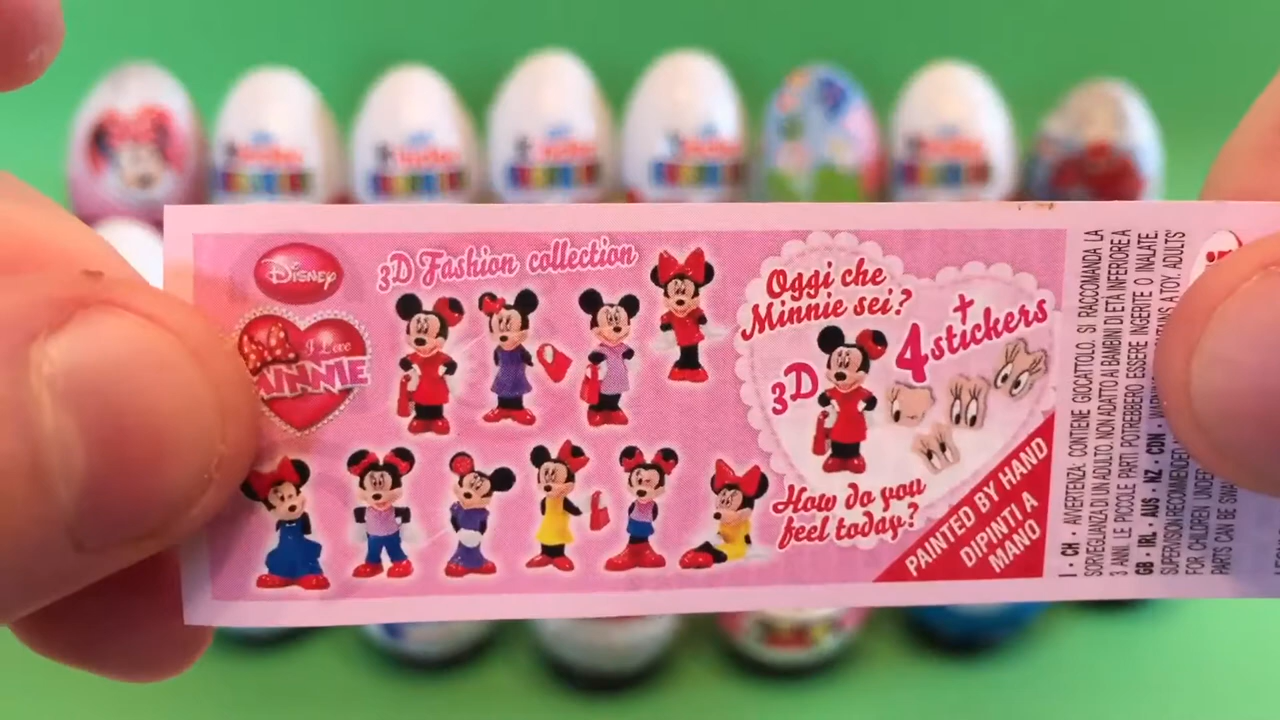 Disney
3D Fashion collection
I Love
MINNIE
Oggi che
Minnie sei?
+
4 stickers
3D
How do you
feel today?
PAINTED BY HAND
DIPINTI A
MANO
I - CH - AVVERTENZA: CONTIENE GIOCATTOLO. SI RACCOMANDA LA
SORVEGLIANZA DI UN ADULTO. NON ADATTO A BAMBINI DI ETÀ INFERIORE A
3 ANNI. LE PICCOLE PARTI POTREBBERO ESSERE INGERITE O INALATE.
GB - IRL - AUS - NZ - CDN -
A TOY. ADULTS'
SUPERVISION RECOMMENDED
FOR CHILDREN UNDER
PARTS CAN BE